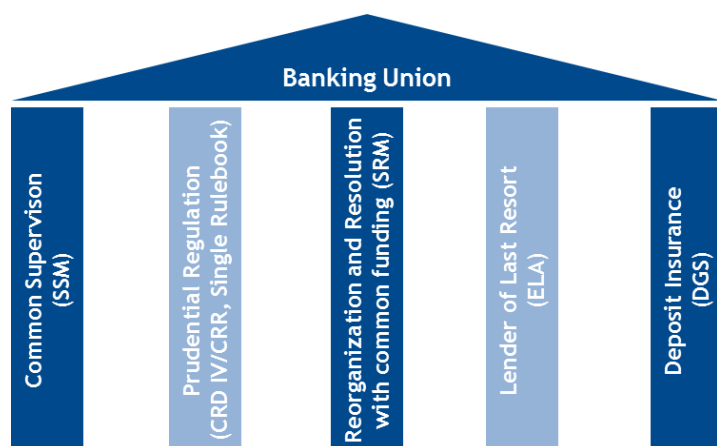 Banking Union
Common Supervison
(SSM)
Prudential Regulation
(CRD IV/CRR, Single Rulebook)
Reorganization and Resolution
with common funding (SRM)
Lender of Last Resort
(ELA)
Deposit Insurance
(DGS)